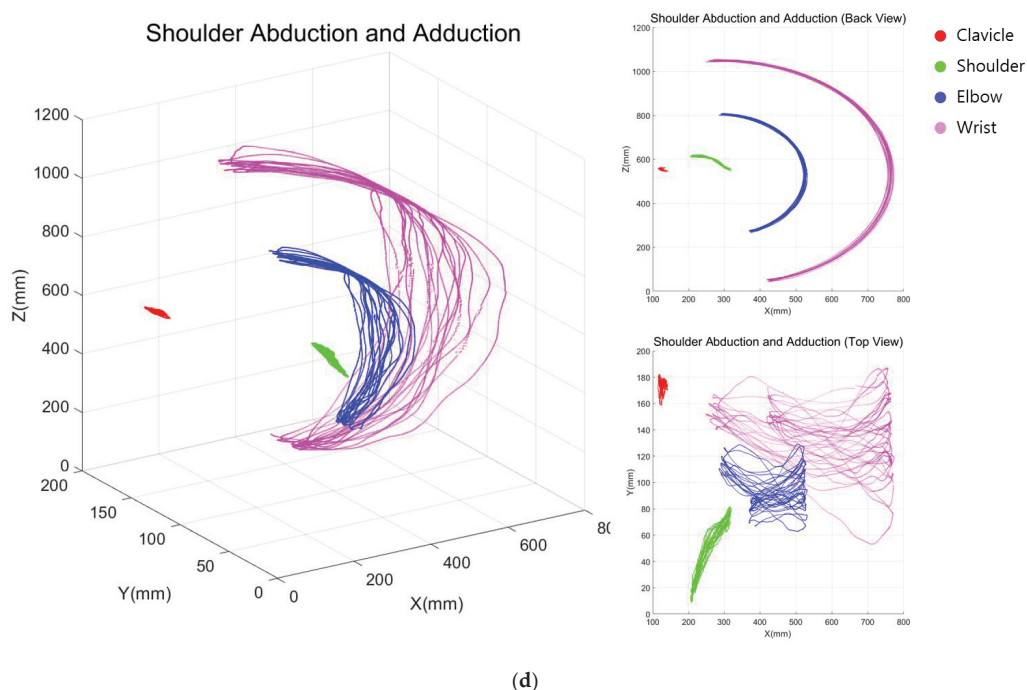 Shoulder Abduction and Adduction
1200
1000
800
600
400
200
0
Z(mm)
200
150
100
50
0
Y(mm)
0
200
400
600
80
X(mm)
Shoulder Abduction and Adduction (Back View)
1200
1000
800
600
400
200
0
Z(mm)
100 200 300 400 500 600 700 800
X(mm)
Shoulder Abduction and Adduction (Top View)
200
180
160
140
120
100
80
60
40
20
0
Y(mm)
100 200 300 400 500 600 700 800
X(mm)
Clavicle
Shoulder
Elbow
Wrist
(d)